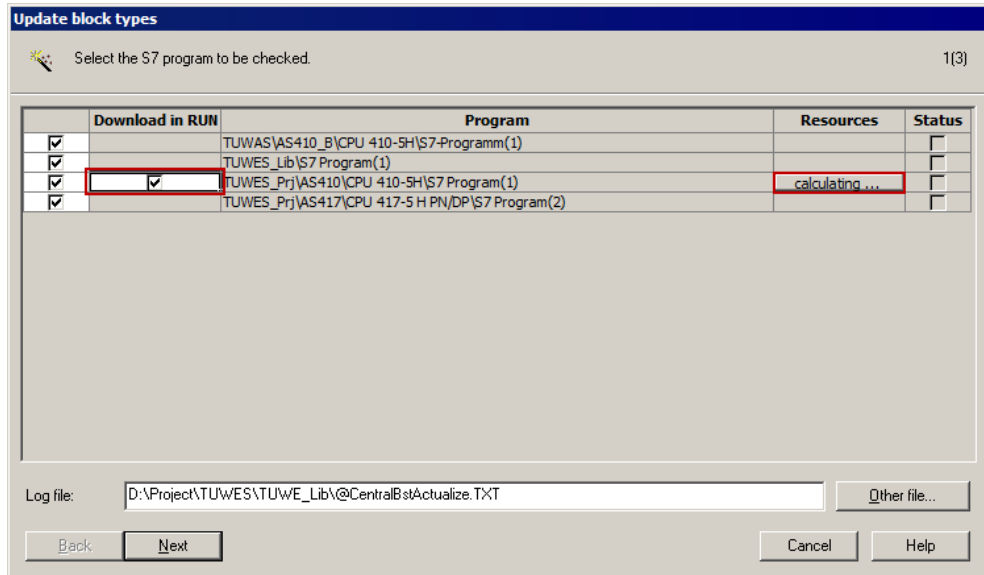 Update block types
Select the S7 program to be checked.
1(3)
Download in RUN Program Resources Status
TUWAS\AS410_B\CPU 410-5H\S7-Programm(1)
TUWES_Lib\S7 Program(1)
TUWES_Prj\AS410\CPU 410-5H\S7 Program(1) calculating ...
TUWES_Prj\AS417\CPU 417-5 H PN/DP\S7 Program(2)
Log file: D:\Project\TUWES\TUWE_Lib\@CentralBstActualize.TXT Other file...
Back Next Cancel Help